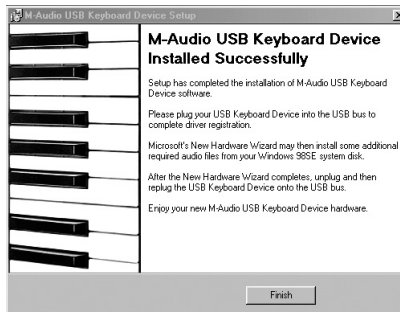 M-Audio USB Keyboard Device Setup
M-Audio USB Keyboard Device
Installed Successfully
Setup has completed the installation of M-Audio USB Keyboard
Device software.
Please plug your USB Keyboard Device into the USB bus to
complete driver registration.
Microsoft's New Hardware Wizard may then install some additional
required audio files from your Windows 98SE system disk.
After the New Hardware Wizard completes, unplug and then
replug the USB Keyboard Device onto the USB bus.
Enjoy your new M-Audio USB Keyboard Device hardware.
Finish